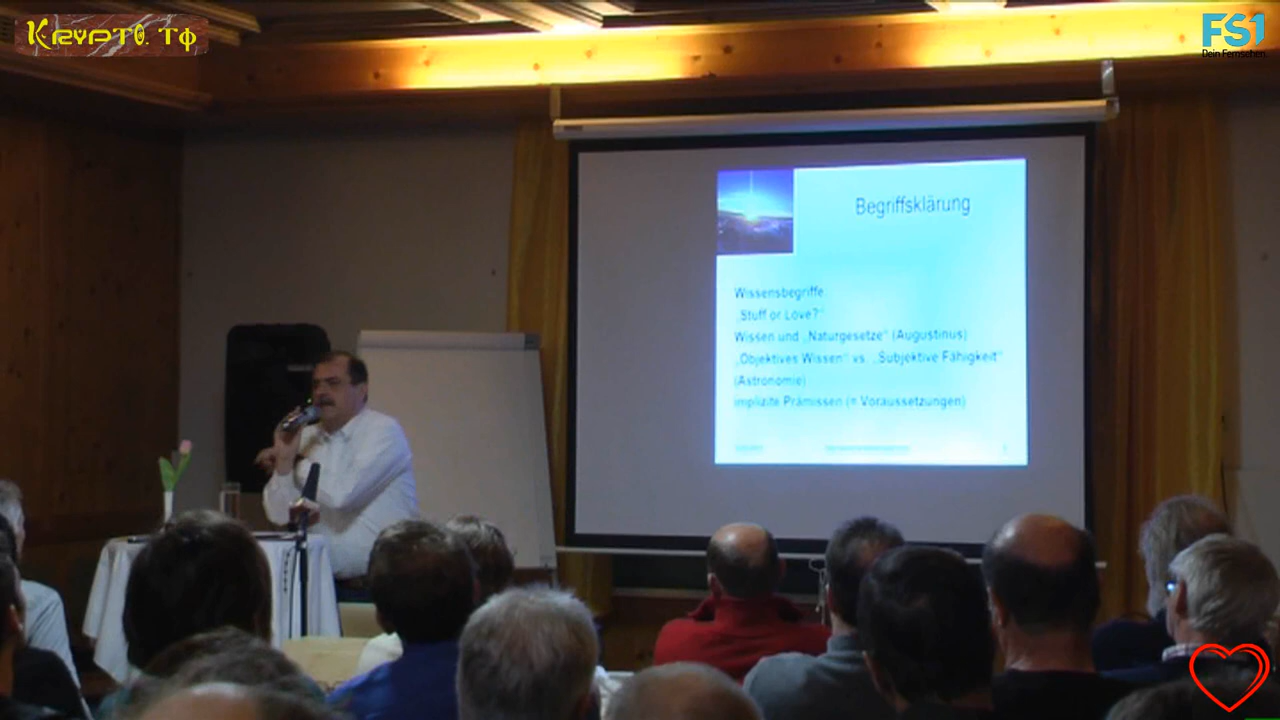 KRYPTO.TV
FS1
Dein Fernsehen.
Begriffsklärung
Wissensbegriffe
„Stuff or Love?"
Wissen und „Naturgesetze" (Augustinus)
„Objektives Wissen" vs. „Subjektive Fähigkeit"
(Astronomie)
implizite Prämissen (= Voraussetzungen)